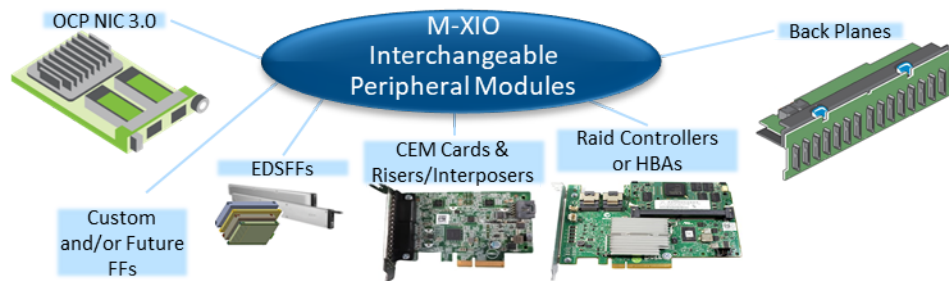 OCP NIC 3.0
M-XIO
Interchangeable
Peripheral Modules
Back Planes
EDSFFs
CEM Cards &
Risers/Interposers
Raid Controllers
or HBAs
Custom
and/or Future
FFs